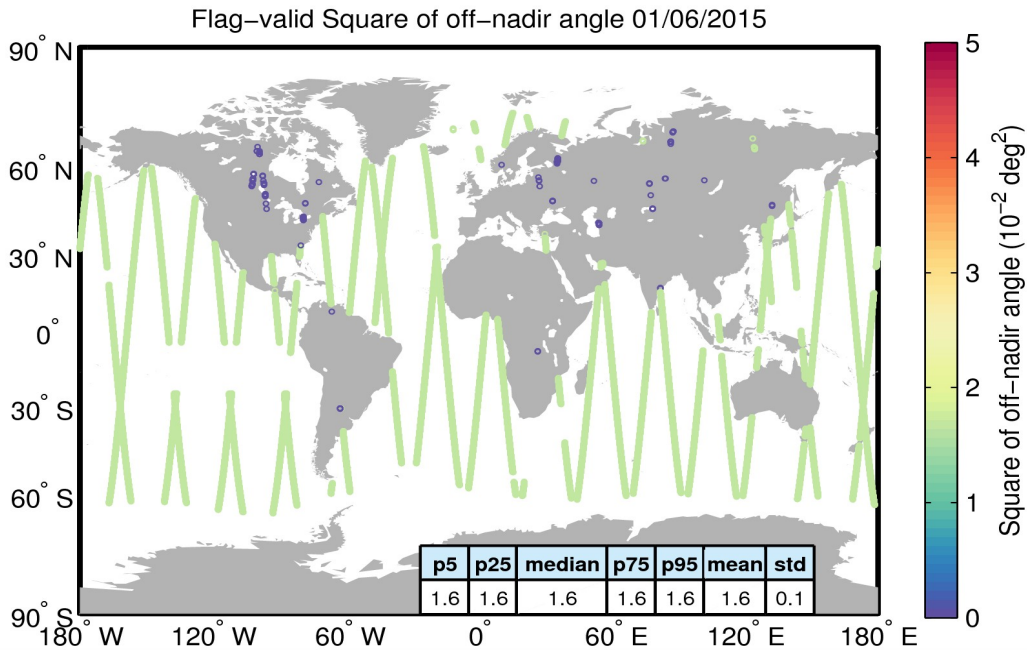 Flag−valid Square of off−nadir angle 01/06/2015
90° N
60° N
30° N
0°
30° S
60° S
90° S
180° W
120° W
60° W
0°
60° E
120° E
180° E
p5 p25 median p75 p95 mean std
1.6 1.6 1.6 1.6 1.6 1.6 0.1
5
4
3
2
1
0
Square of off−nadir angle (10⁻² deg²)